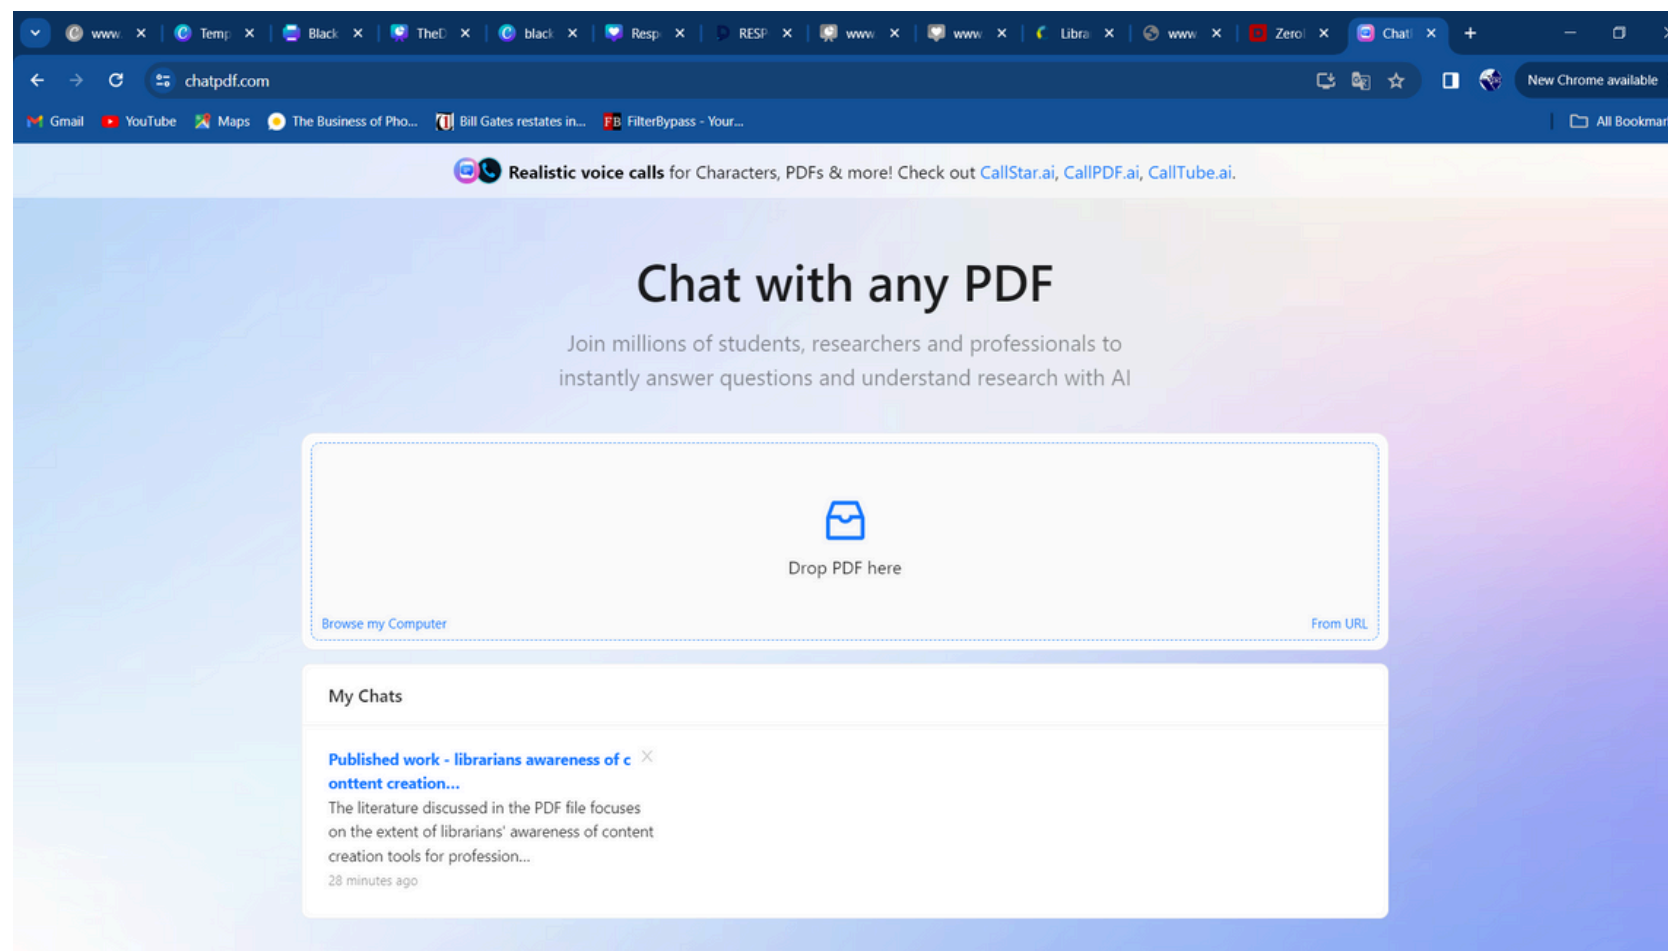 www. Temp Black TheD black Resp RESP www www Libra www Zerol Chatl
chatpdf.com New Chrome available
Gmail YouTube Maps The Business of Pho... Bill Gates restates in... FB FilterBypass - Your... All Bookmar
Realistic voice calls for Characters, PDFs & more! Check out CallStar.ai, CallPDF.ai, CallTube.ai.
Chat with any PDF
Join millions of students, researchers and professionals to
instantly answer questions and understand research with AI
Drop PDF here
Browse my Computer From URL
My Chats
Published work - librarians awareness of c
onttent creation...
The literature discussed in the PDF file focuses
on the extent of librarians' awareness of content
creation tools for profession...
28 minutes ago